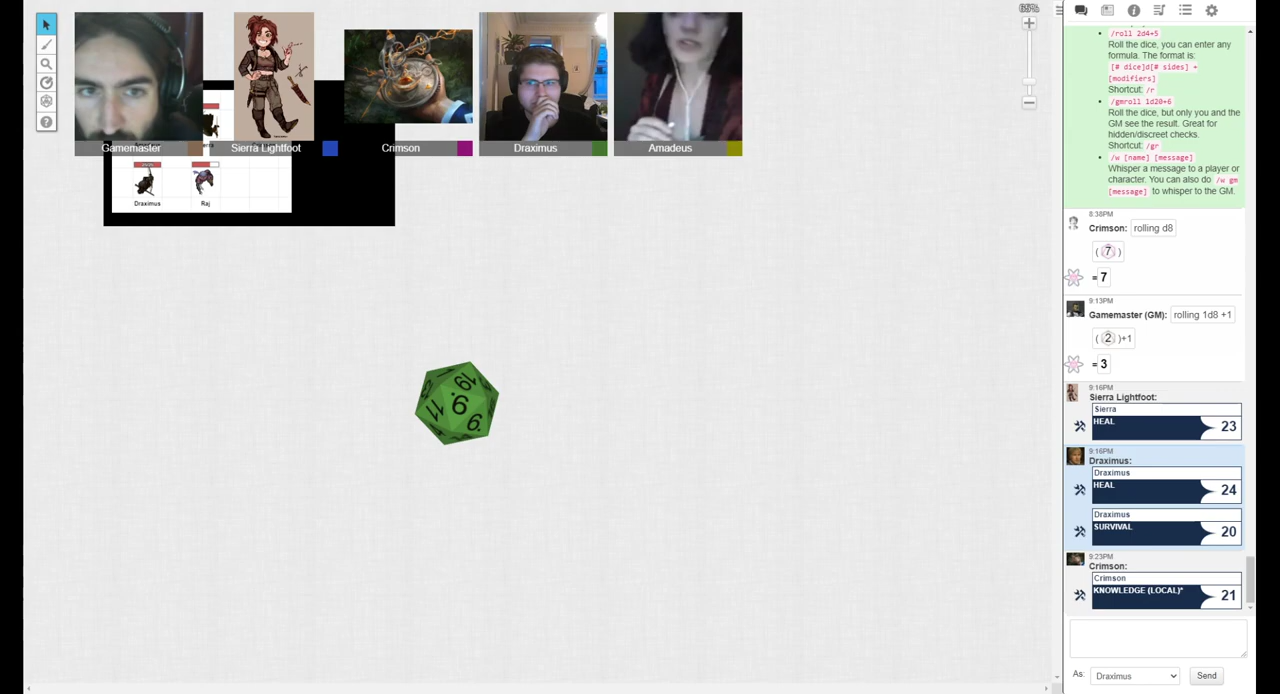 Gamemaster
Sierra Lightfoot
Crimson
Draximus
Amadeus
Draximus
Raj
19
9.
11
9.
/roll 2d4+5
Roll the dice, you can enter any
formula. The format is:
[# dice]d[# sides] +
[modifiers]
Shortcut: /r
/gmroll 1d20+6
Roll the dice, but only you and the
GM see the result. Great for
hidden/discreet checks.
Shortcut: /gr
/w [name] [message]
Whisper a message to a player or
character. You can also do /w gm
[message] to whisper to the GM.
8:38PM
Crimson: rolling d8
(7)
=7
9:13PM
Gamemaster (GM): rolling 1d8 +1
(2)+1
=3
9:16PM
Sierra Lightfoot:
Sierra
HEAL 23
9:16PM
Draximus:
Draximus
HEAL 24
Draximus
SURVIVAL 20
9:23PM
Crimson:
Crimson
KNOWLEDGE (LOCAL)* 21
As: Draximus Send